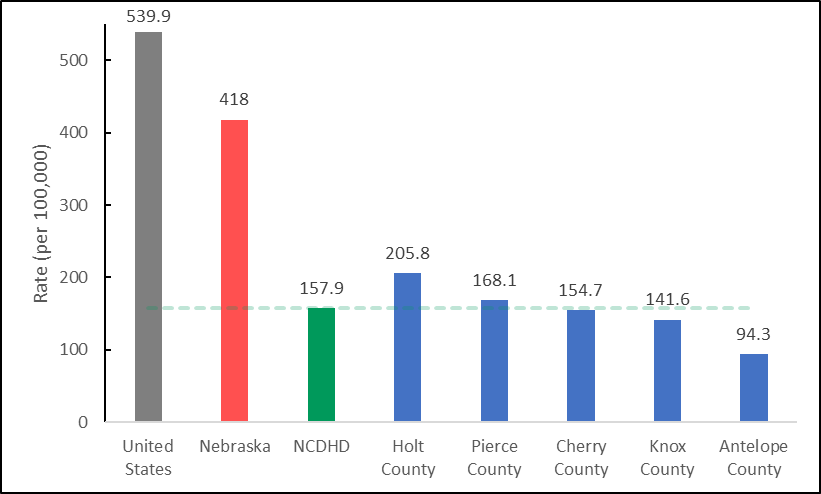 539.9
500
418
400
Rate (per 100,000)
300
205.8
200
157.9
168.1
154.7
141.6
100
94.3
0
United States
Nebraska
NCDHD
Holt County
Pierce County
Cherry County
Knox County
Antelope County